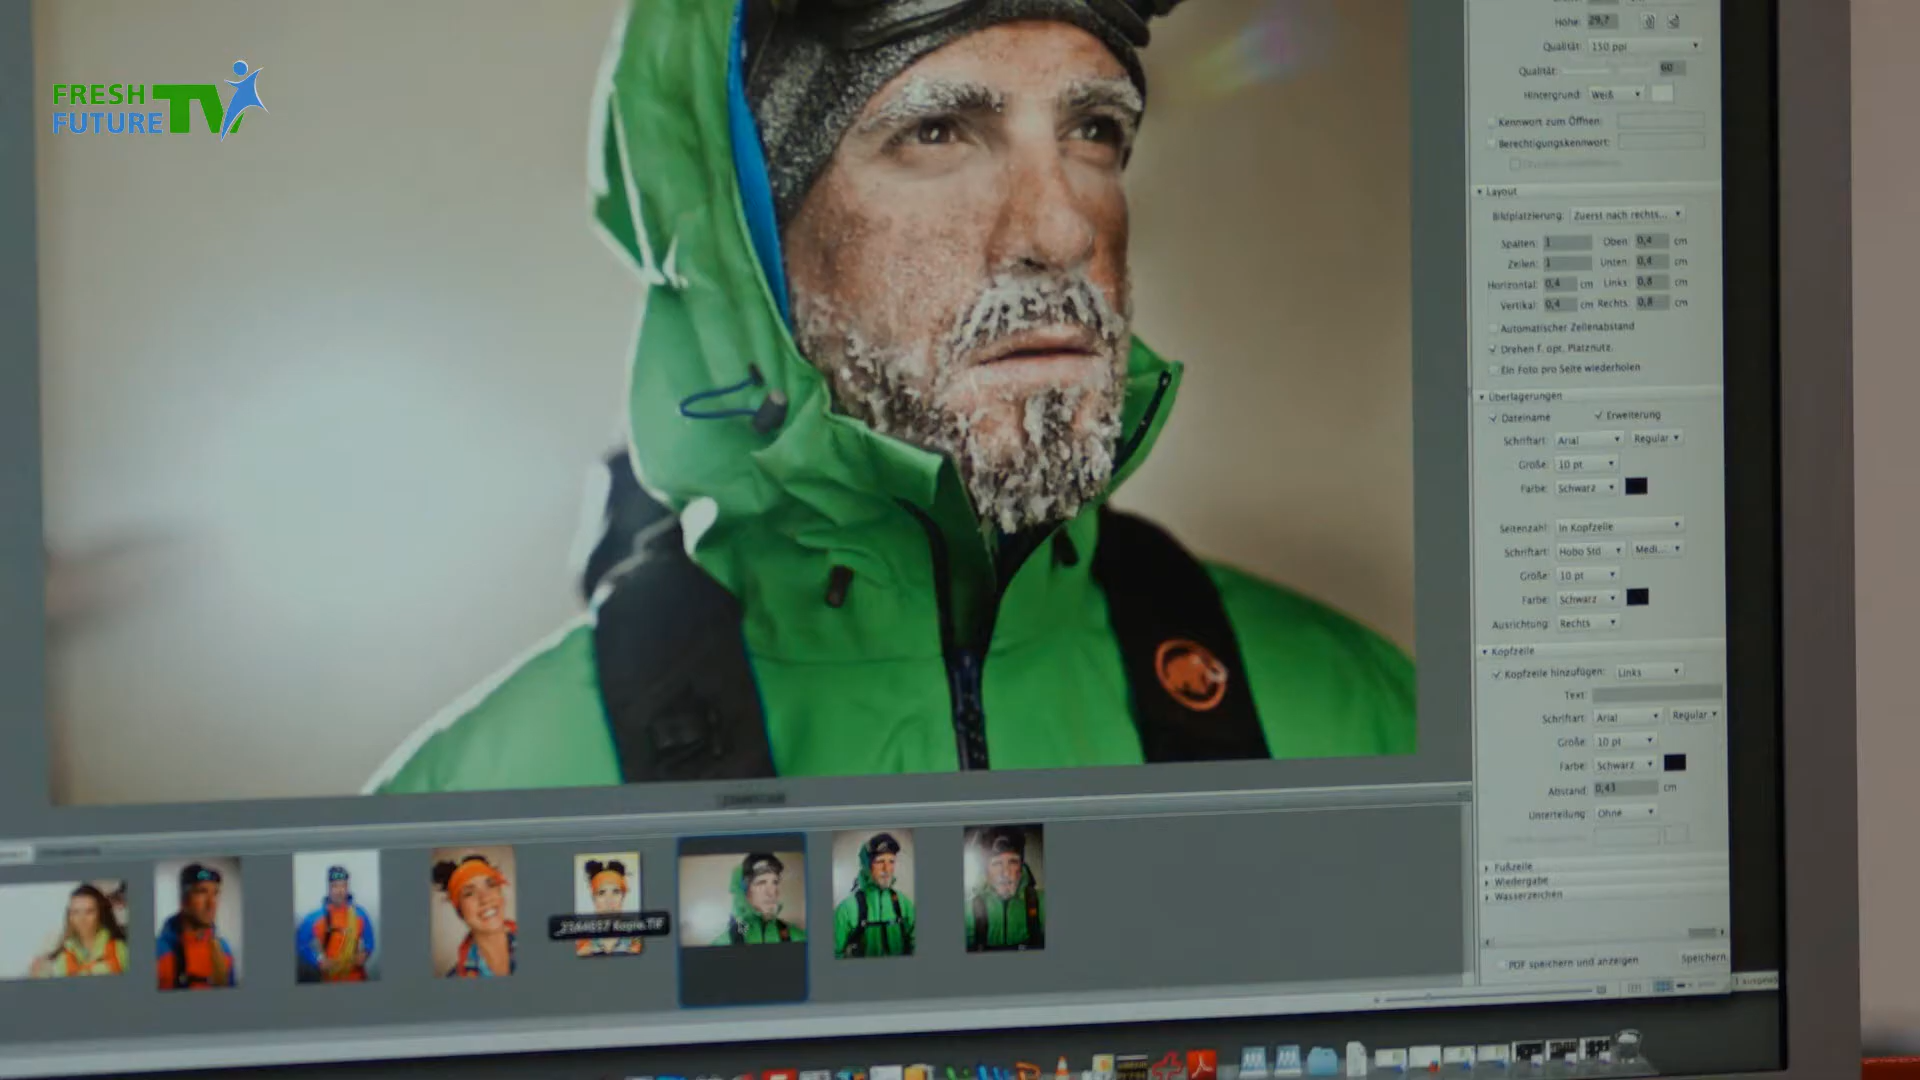 FRESH
FUTURE TV
Höhe: 29,7
Qualität: 150 ppi
Qualität: 60
Hintergrund: Weiß
Kennwort zum Öffnen:
Berechtigungskennwort:
Layout
Bildplatzierung: Zuerst nach rechts...
Spalten: 1 Oben: 0,4 cm
Zeilen: 1 Unten: 0,4 cm
Horizontal: 0,4 cm Links: 0,8 cm
Vertikal: 0,4 cm Rechts: 0,8 cm
Automatischer Zeilenabstand
Drehen f. opt. Platznutz.
Ein Foto pro Seite wiederholen
Überlagerungen
Dateiname Erweiterung
Schriftart: Arial Regular
Größe: 10 pt
Farbe: Schwarz
Seitenzahl: In Kopfzeile
Schriftart: Hobo Std Medi...
Größe: 10 pt
Farbe: Schwarz
Ausrichtung: Rechts
Kopfzeile
Kopfzeile hinzufügen: Links
Text:
Schriftart: Arial Regular
Größe: 10 pt
Farbe: Schwarz
Abstand: 0,43 cm
Unterteilung: Ohne
Fußzeile
Wiedergabe
Wasserzeichen
PDF speichern und anzeigen Speichern
Kopie.TIF